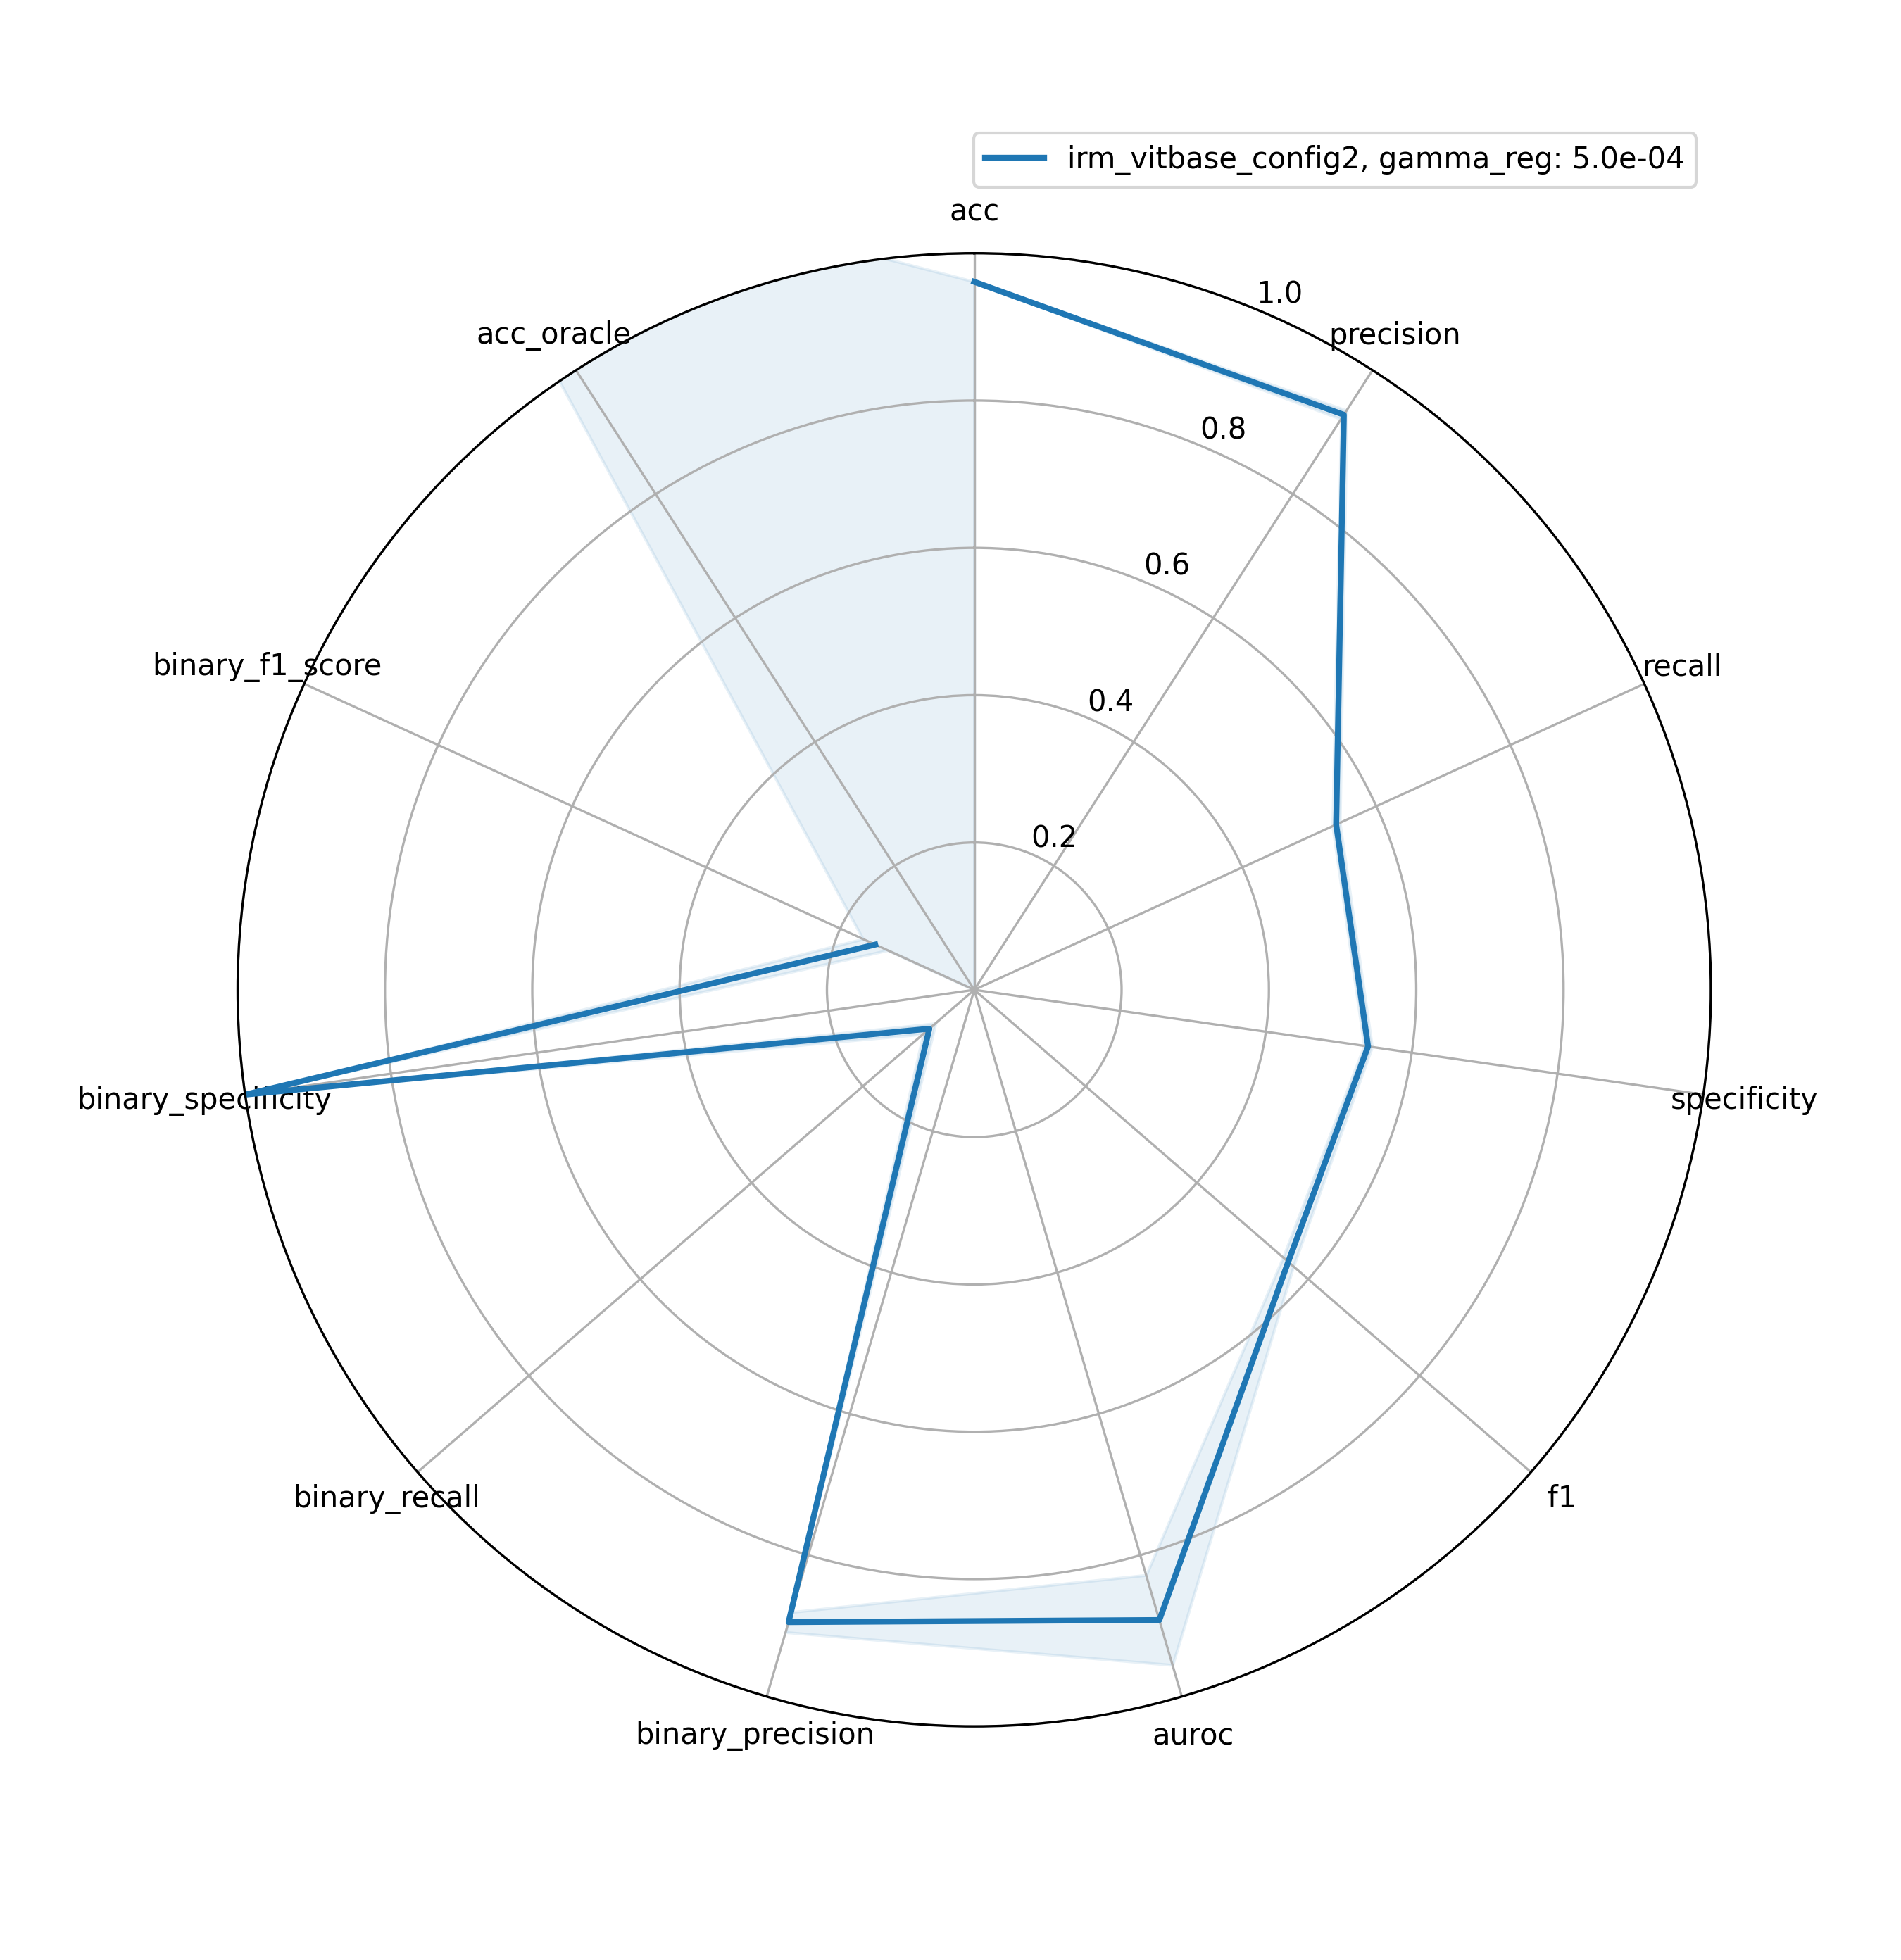 irm_vitbase_config2, gamma_reg: 5.0e-04
acc
1.0
acc_oracle
precision
0.8
0.6
binary_f1_score
recall
0.4
0.2
binary_specificity
specificity
binary_recall
f1
binary_precision
auroc